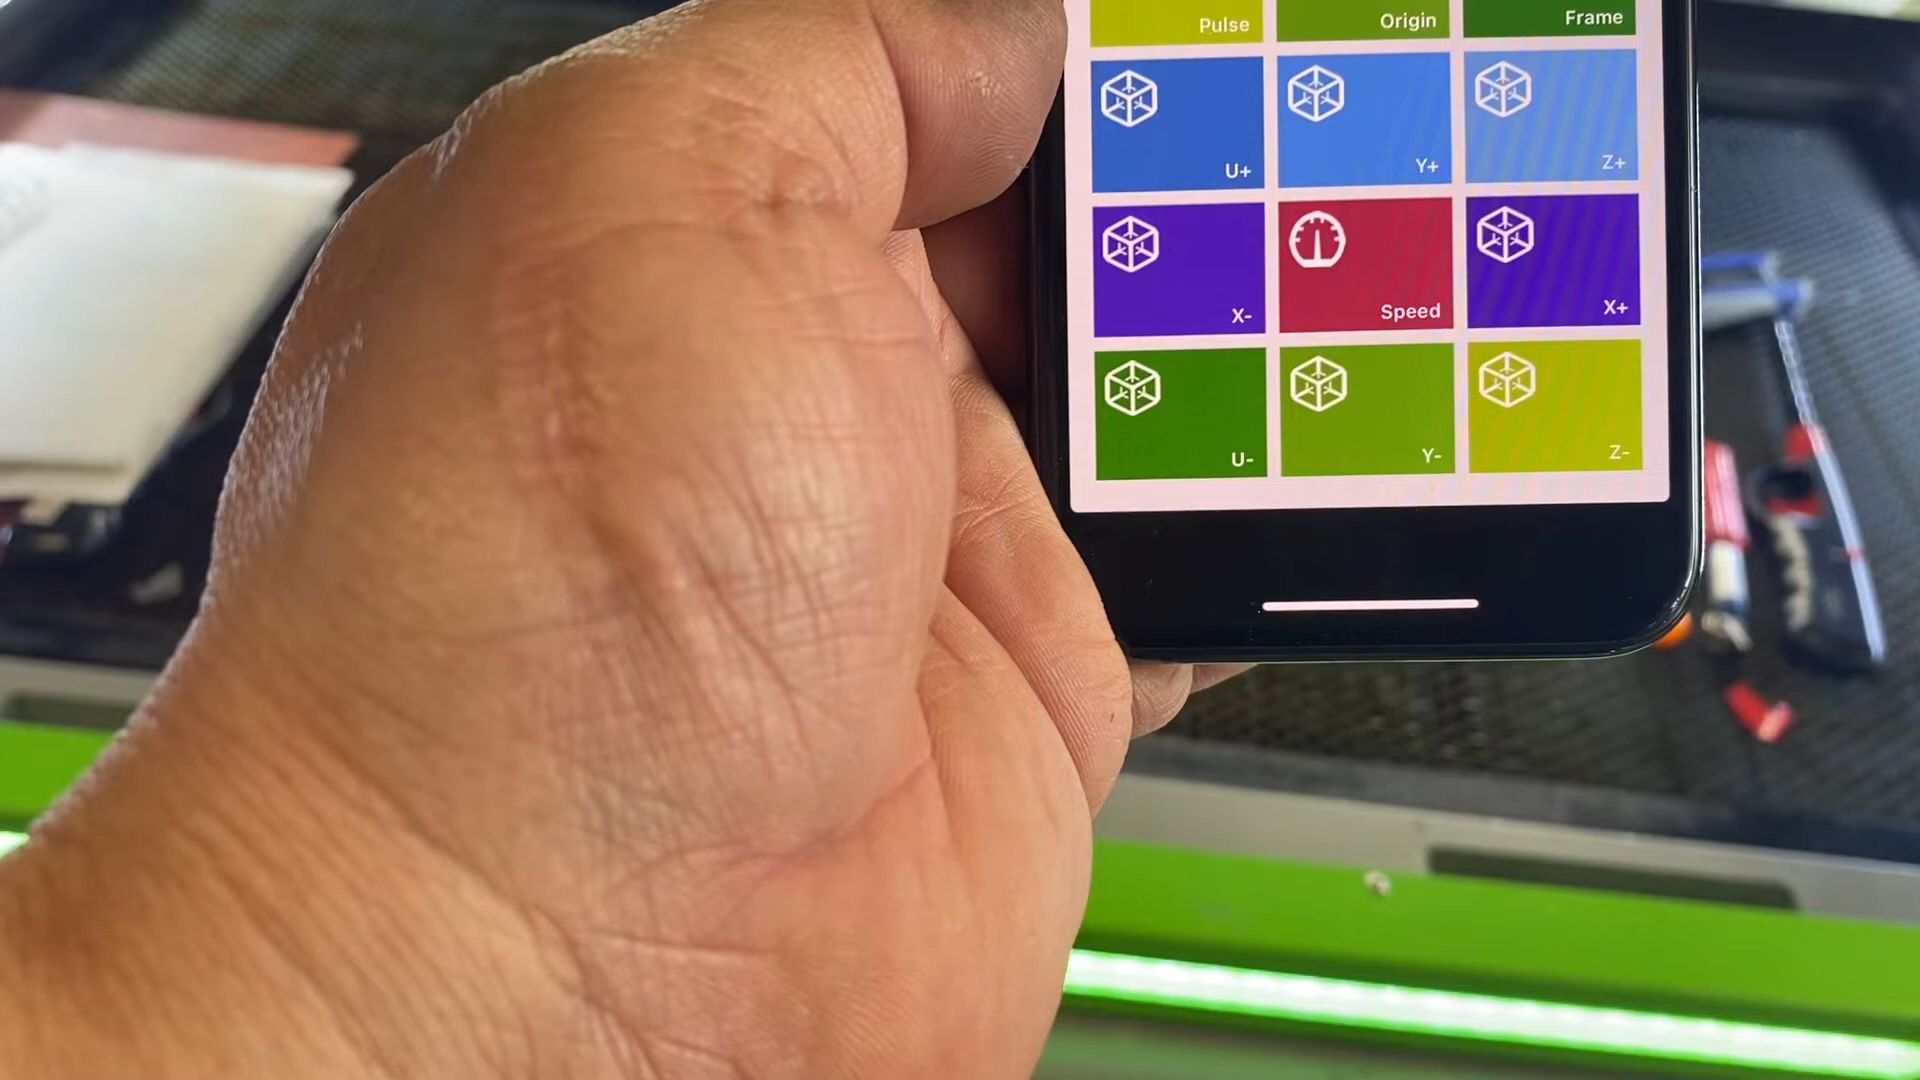 Pulse Origin Frame
U+ Y+ Z+
X- Speed X+
U- Y- Z-